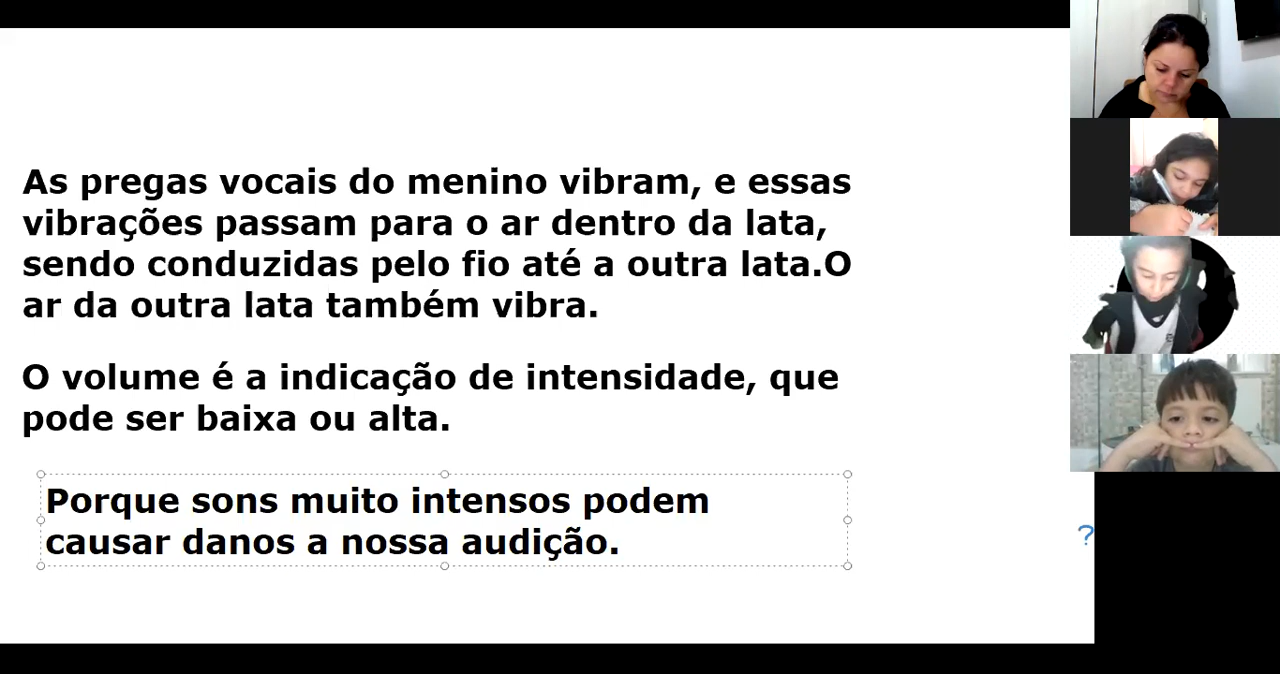 As pregas vocais do menino vibram, e essas
vibrações passam para o ar dentro da lata,
sendo conduzidas pelo fio até a outra lata.O
ar da outra lata também vibra.
O volume é a indicação de intensidade, que
pode ser baixa ou alta.
Porque sons muito intensos podem
causar danos a nossa audição.
?